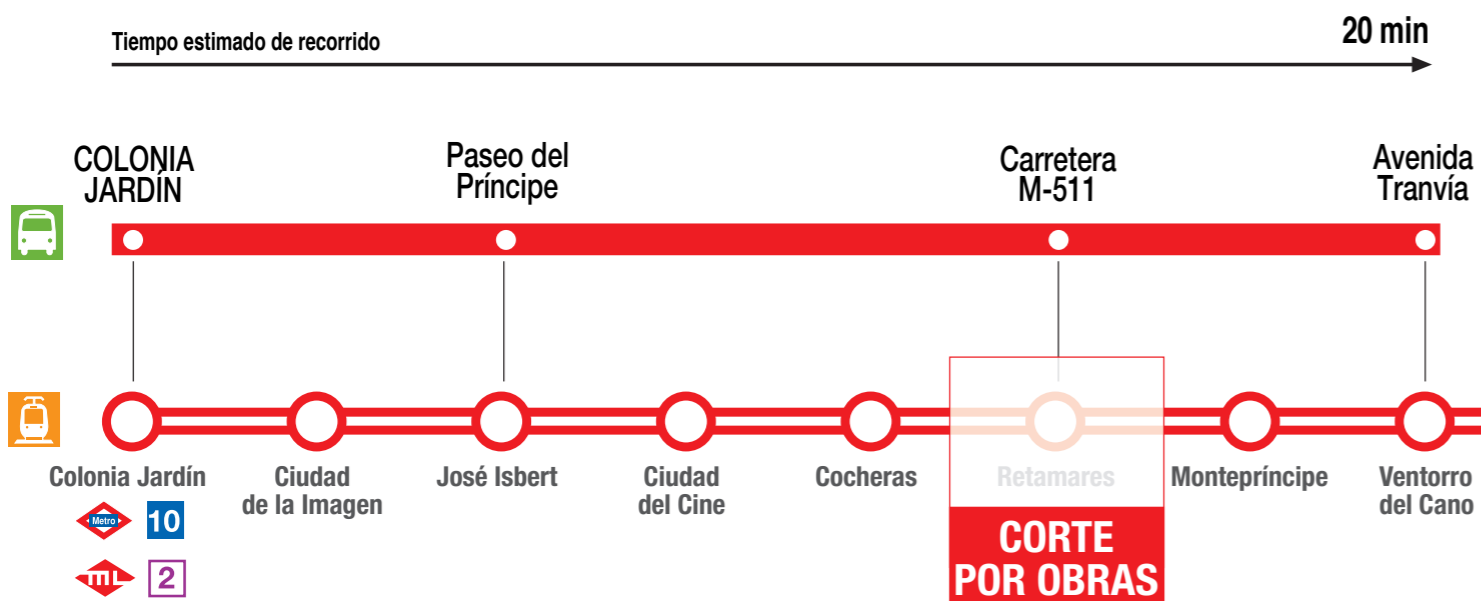 Tiempo estimado de recorrido
20 min
COLONIA
JARDÍN
Paseo del
Príncipe
Carretera
M-511
Avenida
Tranvía
Colonia Jardín
Ciudad
de la Imagen
José Isbert
Ciudad
del Cine
Cocheras
Retamares
Montepríncipe
Ventorro
del Cano
Metro 10
ML 2
CORTE
POR OBRAS